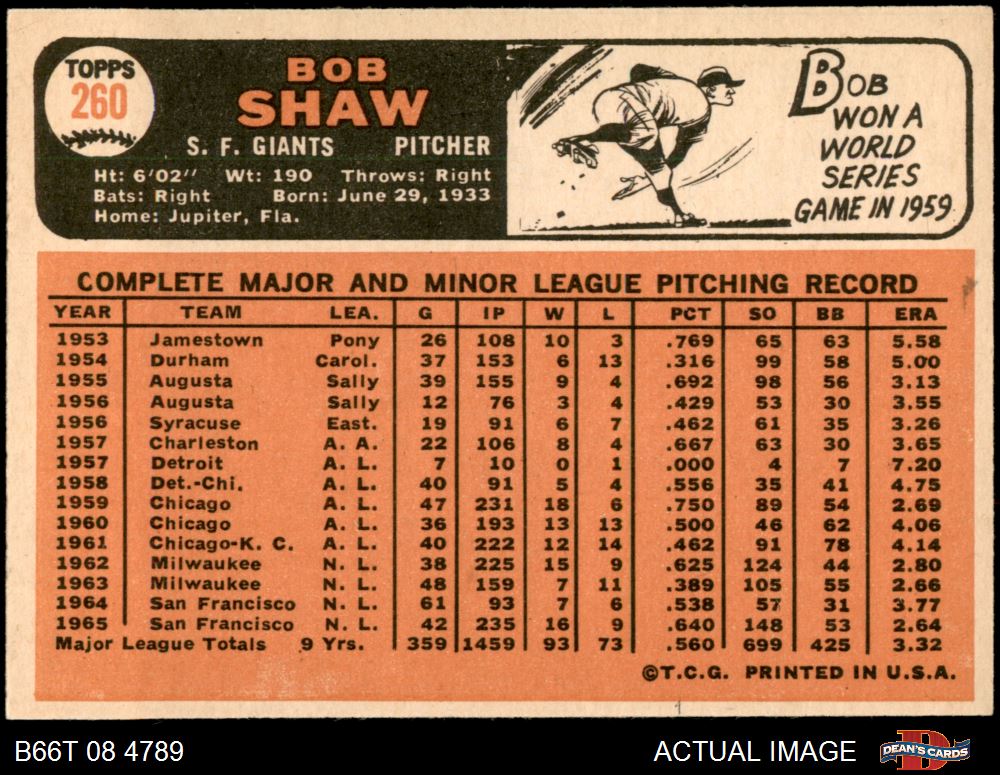 TOPPS
260
BOB
SHAW
S. F. GIANTS PITCHER
Ht: 6'02" Wt: 190 Throws: Right
Bats: Right Born: June 29, 1933
Home: Jupiter, Fla.
BOB
WON A
WORLD
SERIES
GAME IN 1959
COMPLETE MAJOR AND MINOR LEAGUE PITCHING RECORD
YEAR TEAM LEA. G IP W L PCT SO BB ERA
1953 Jamestown Pony 26 108 10 3 .769 65 63 5.58
1954 Durham Carol. 37 153 6 13 .316 99 58 5.00
1955 Augusta Sally 39 155 9 4 .692 98 56 3.13
1956 Augusta Sally 12 76 3 4 .429 53 30 3.55
1956 Syracuse East. 19 91 6 7 .462 61 35 3.26
1957 Charleston A. A. 22 106 8 4 .667 63 30 3.65
1957 Detroit A. L. 7 10 0 1 .000 4 7 7.20
1958 Det.-Chi. A. L. 40 91 5 4 .556 35 41 4.75
1959 Chicago A. L. 47 231 18 6 .750 89 54 2.69
1960 Chicago A. L. 36 193 13 13 .500 46 62 4.06
1961 Chicago-K. C. A. L. 40 222 12 14 .462 91 78 4.14
1962 Milwaukee N. L. 38 225 15 9 .625 124 44 2.80
1963 Milwaukee N. L. 48 159 7 11 .389 105 55 2.66
1964 San Francisco N. L. 61 93 7 6 .538 57 31 3.77
1965 San Francisco N. L. 42 235 16 9 .640 148 53 2.64
Major League Totals 9 Yrs. 359 1459 93 73 .560 699 425 3.32
©T.C.G. PRINTED IN U.S.A.
B66T 08 4789 ACTUAL IMAGE DEAN'S CARDS